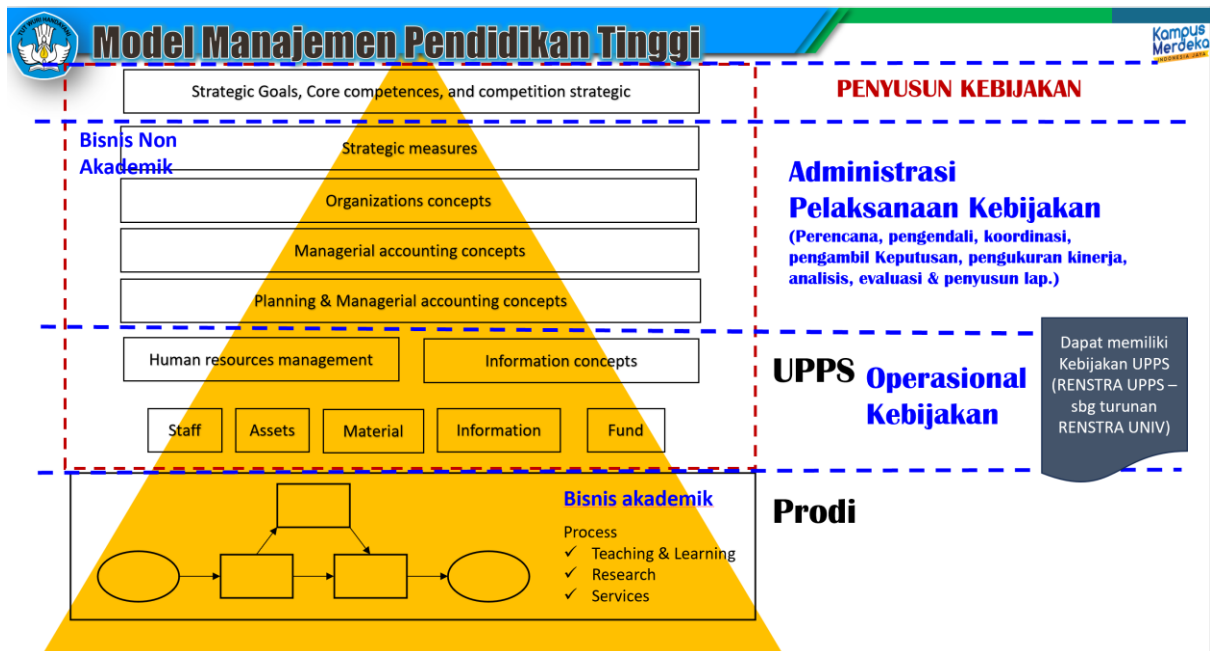 TUT WURI HANDAYANI
Model Manajemen Pendidikan Tinggi
Kampus
Merdeka
INDONESIA JAYA
Strategic Goals, Core competences, and competition strategic
PENYUSUN KEBIJAKAN
Bisnis Non
Akademik
Strategic measures
Organizations concepts
Managerial accounting concepts
Planning & Managerial accounting concepts
Administrasi
Pelaksanaan Kebijakan
(Perencana, pengendali, koordinasi,
pengambil Keputusan, pengukuran kinerja,
analisis, evaluasi & penyusun lap.)
Human resources management
Information concepts
Staff
Assets
Material
Information
Fund
UPPS
Operasional
Kebijakan
Dapat memiliki
Kebijakan UPPS
(RENSTRA UPPS –
sbg turunan
RENSTRA UNIV)
Bisnis akademik
Process
✓ Teaching & Learning
✓ Research
✓ Services
Prodi